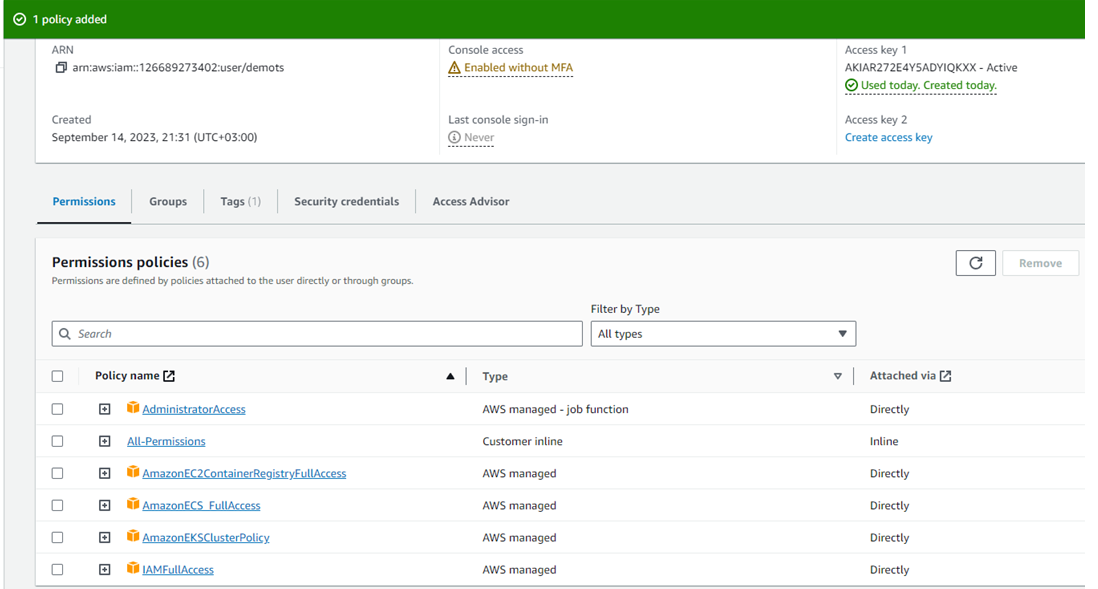 1 policy added
ARN
arn:aws:iam::126689273402:user/demots
Console access
Enabled without MFA
Access key 1
AKIAR272E4Y5ADYIQKXX - Active
Used today. Created today.
Created
September 14, 2023, 21:31 (UTC+03:00)
Last console sign-in
Never
Access key 2
Create access key
Permissions Groups Tags (1) Security credentials Access Advisor
Permissions policies (6)
Permissions are defined by policies attached to the user directly or through groups.
Remove
Filter by Type
Search
All types
Policy name Type Attached via
AdministratorAccess AWS managed - job function Directly
All-Permissions Customer inline Inline
AmazonEC2ContainerRegistryFullAccess AWS managed Directly
AmazonECS_FullAccess AWS managed Directly
AmazonEKSClusterPolicy AWS managed Directly
IAMFullAccess AWS managed Directly